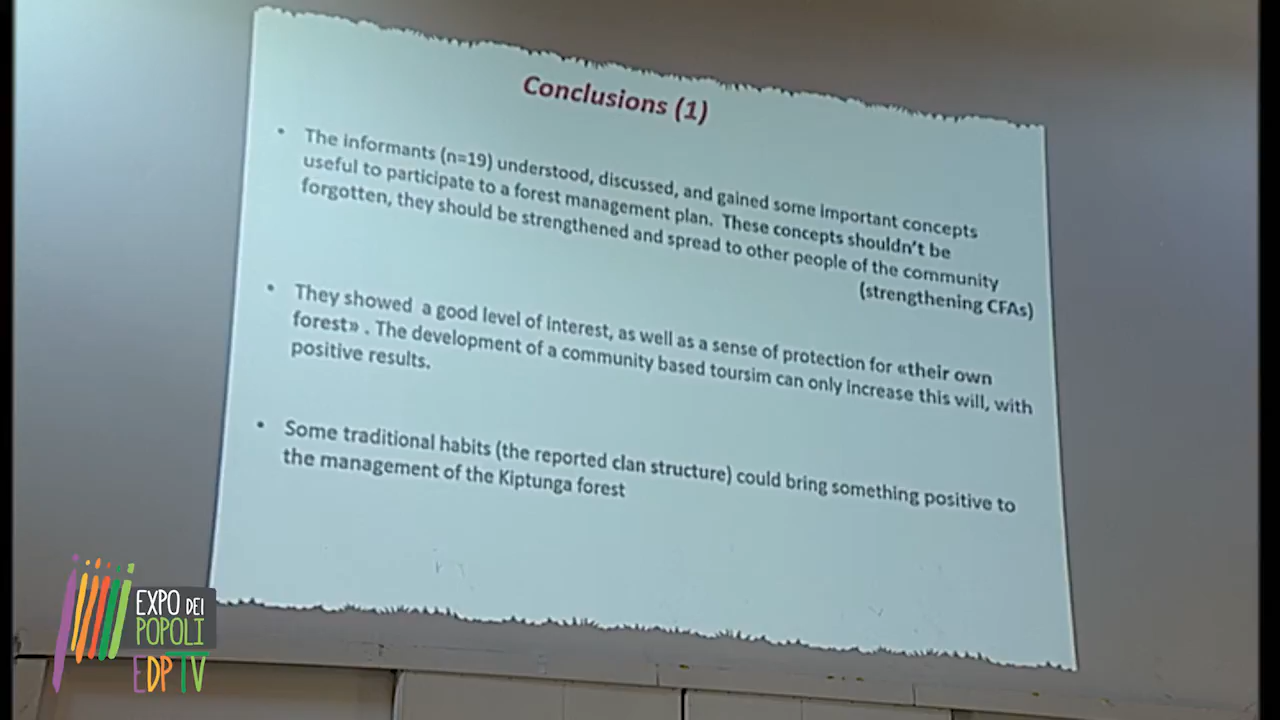 Conclusions (1)
• The informants (n=19) understood, discussed, and gained some important concepts
useful to participate to a forest management plan. These concepts shouldn't be
forgotten, they should be strengthened and spread to other people of the community
(strengthening CFAs)
• They showed a good level of interest, as well as a sense of protection for «their own
forest» . The development of a community based toursim can only increase this will, with
positive results.
• Some traditional habits (the reported clan structure) could bring something positive to
the management of the Kiptunga forest
EXPO DEI
POPOLI
EDPTV